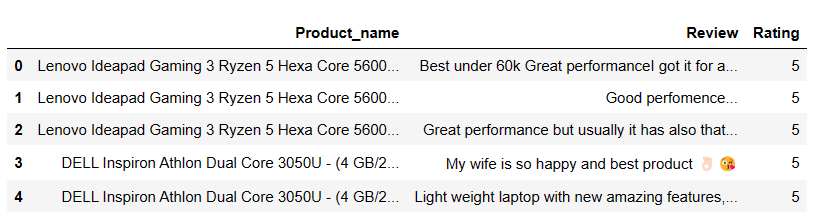 Product_name Review Rating
0 Lenovo Ideapad Gaming 3 Ryzen 5 Hexa Core 5600... Best under 60k Great performanceI got it for a... 5
1 Lenovo Ideapad Gaming 3 Ryzen 5 Hexa Core 5600... Good perfomence... 5
2 Lenovo Ideapad Gaming 3 Ryzen 5 Hexa Core 5600... Great performance but usually it has also that... 5
3 DELL Inspiron Athlon Dual Core 3050U - (4 GB/2... My wife is so happy and best product 👌🏻😘 5
4 DELL Inspiron Athlon Dual Core 3050U - (4 GB/2... Light weight laptop with new amazing features,... 5